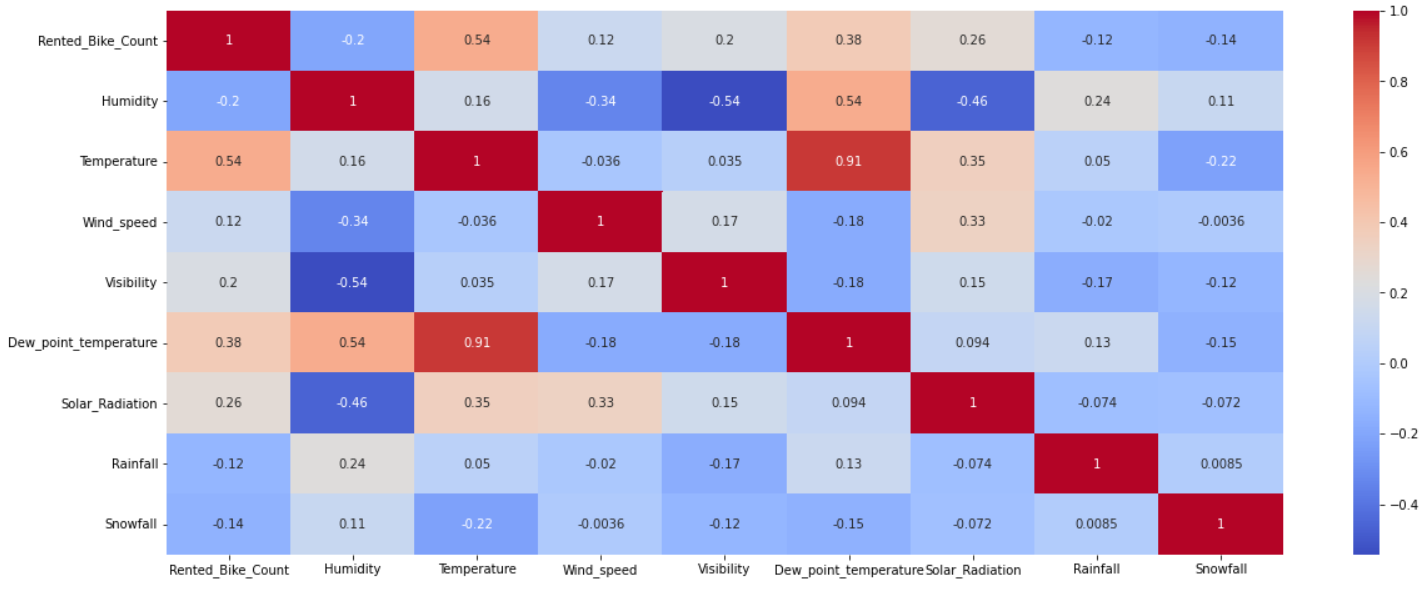 Rented_Bike_Count 1 -0.2 0.54 0.12 0.2 0.38 0.26 -0.12 -0.14
Humidity -0.2 1 0.16 -0.34 -0.54 0.54 -0.46 0.24 0.11
Temperature 0.54 0.16 1 -0.036 0.035 0.91 0.35 0.05 -0.22
Wind_speed 0.12 -0.34 -0.036 1 0.17 -0.18 0.33 -0.02 -0.0036
Visibility 0.2 -0.54 0.035 0.17 1 -0.18 0.15 -0.17 -0.12
Dew_point_temperature 0.38 0.54 0.91 -0.18 -0.18 1 0.094 0.13 -0.15
Solar_Radiation 0.26 -0.46 0.35 0.33 0.15 0.094 1 -0.074 -0.072
Rainfall -0.12 0.24 0.05 -0.02 -0.17 0.13 -0.074 1 0.0085
Snowfall -0.14 0.11 -0.22 -0.0036 -0.12 -0.15 -0.072 0.0085 1
Rented_Bike_Count Humidity Temperature Wind_speed Visibility Dew_point_temperature Solar_Radiation Rainfall Snowfall
1.0
0.8
0.6
0.4
0.2
0.0
−0.2
−0.4